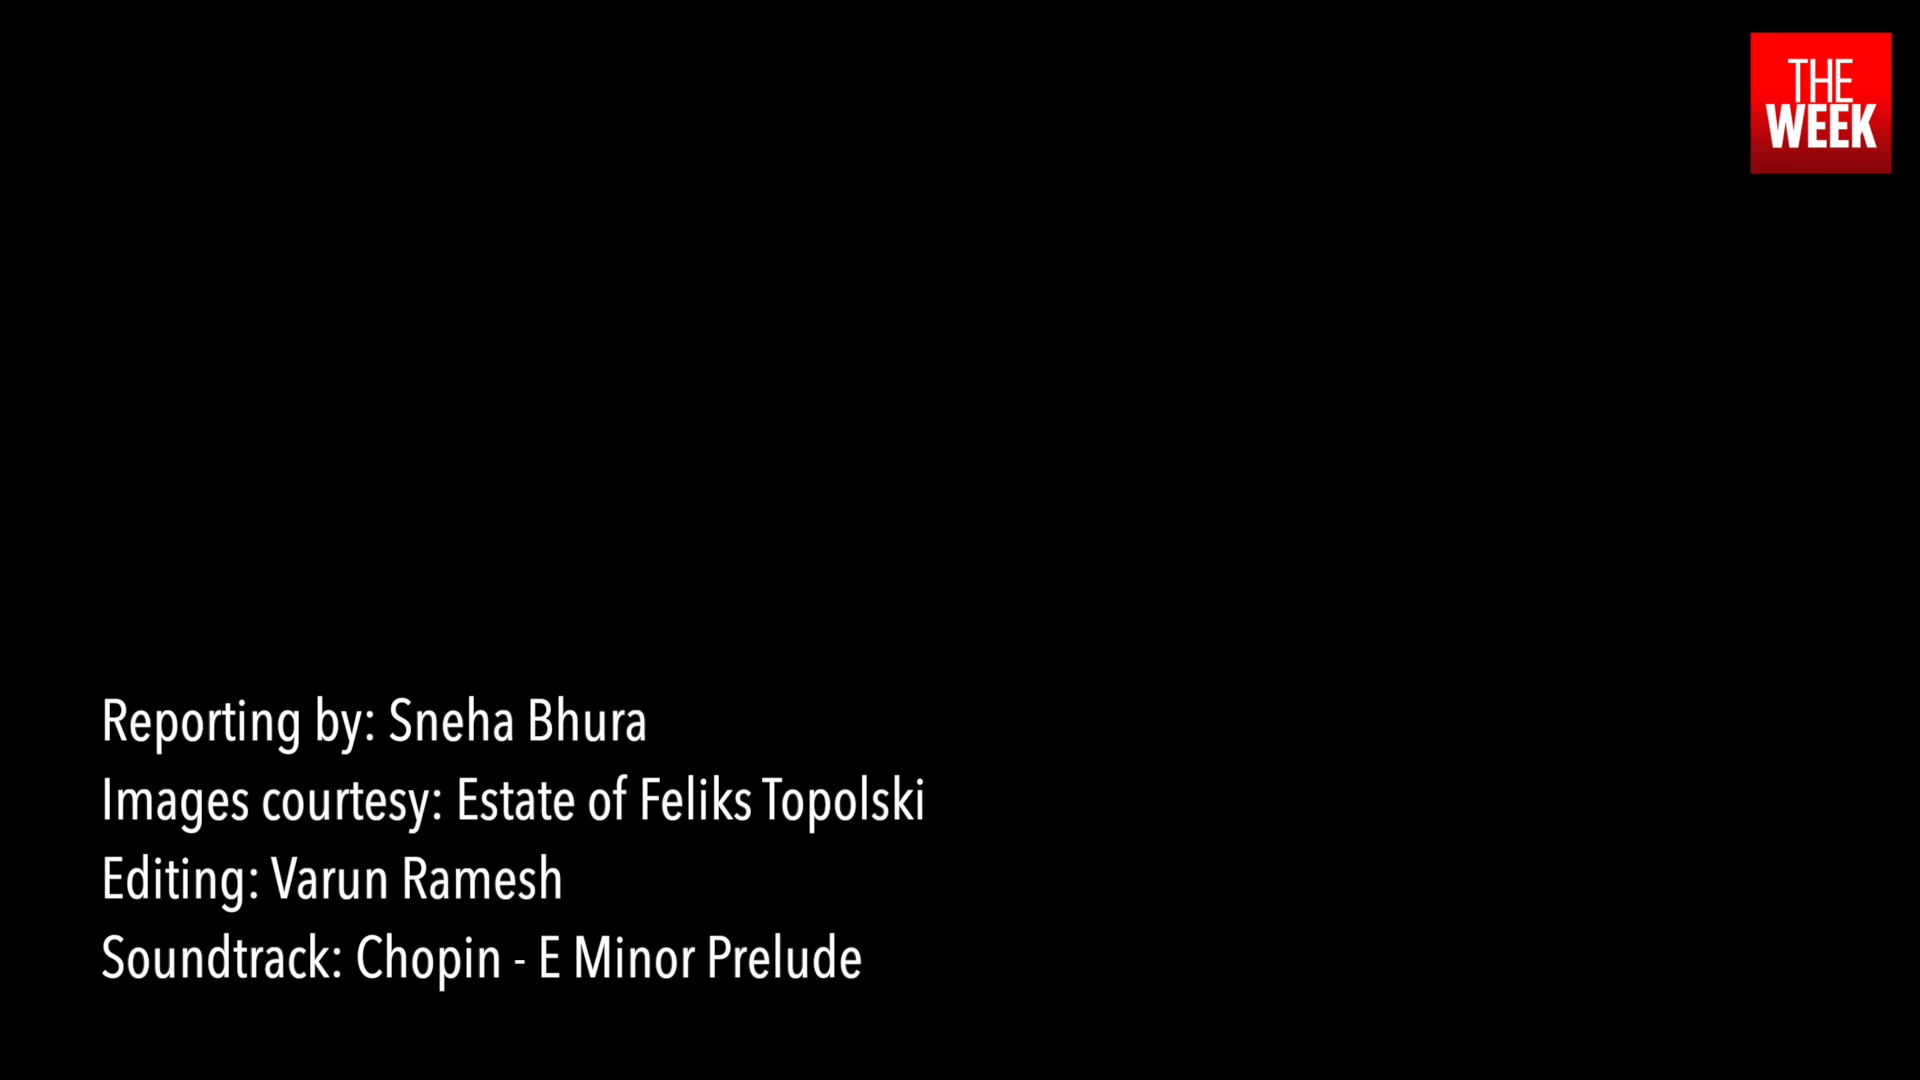 THE
WEEK
Reporting by: Sneha Bhura
Images courtesy: Estate of Feliks Topolski
Editing: Varun Ramesh
Soundtrack: Chopin - E Minor Prelude